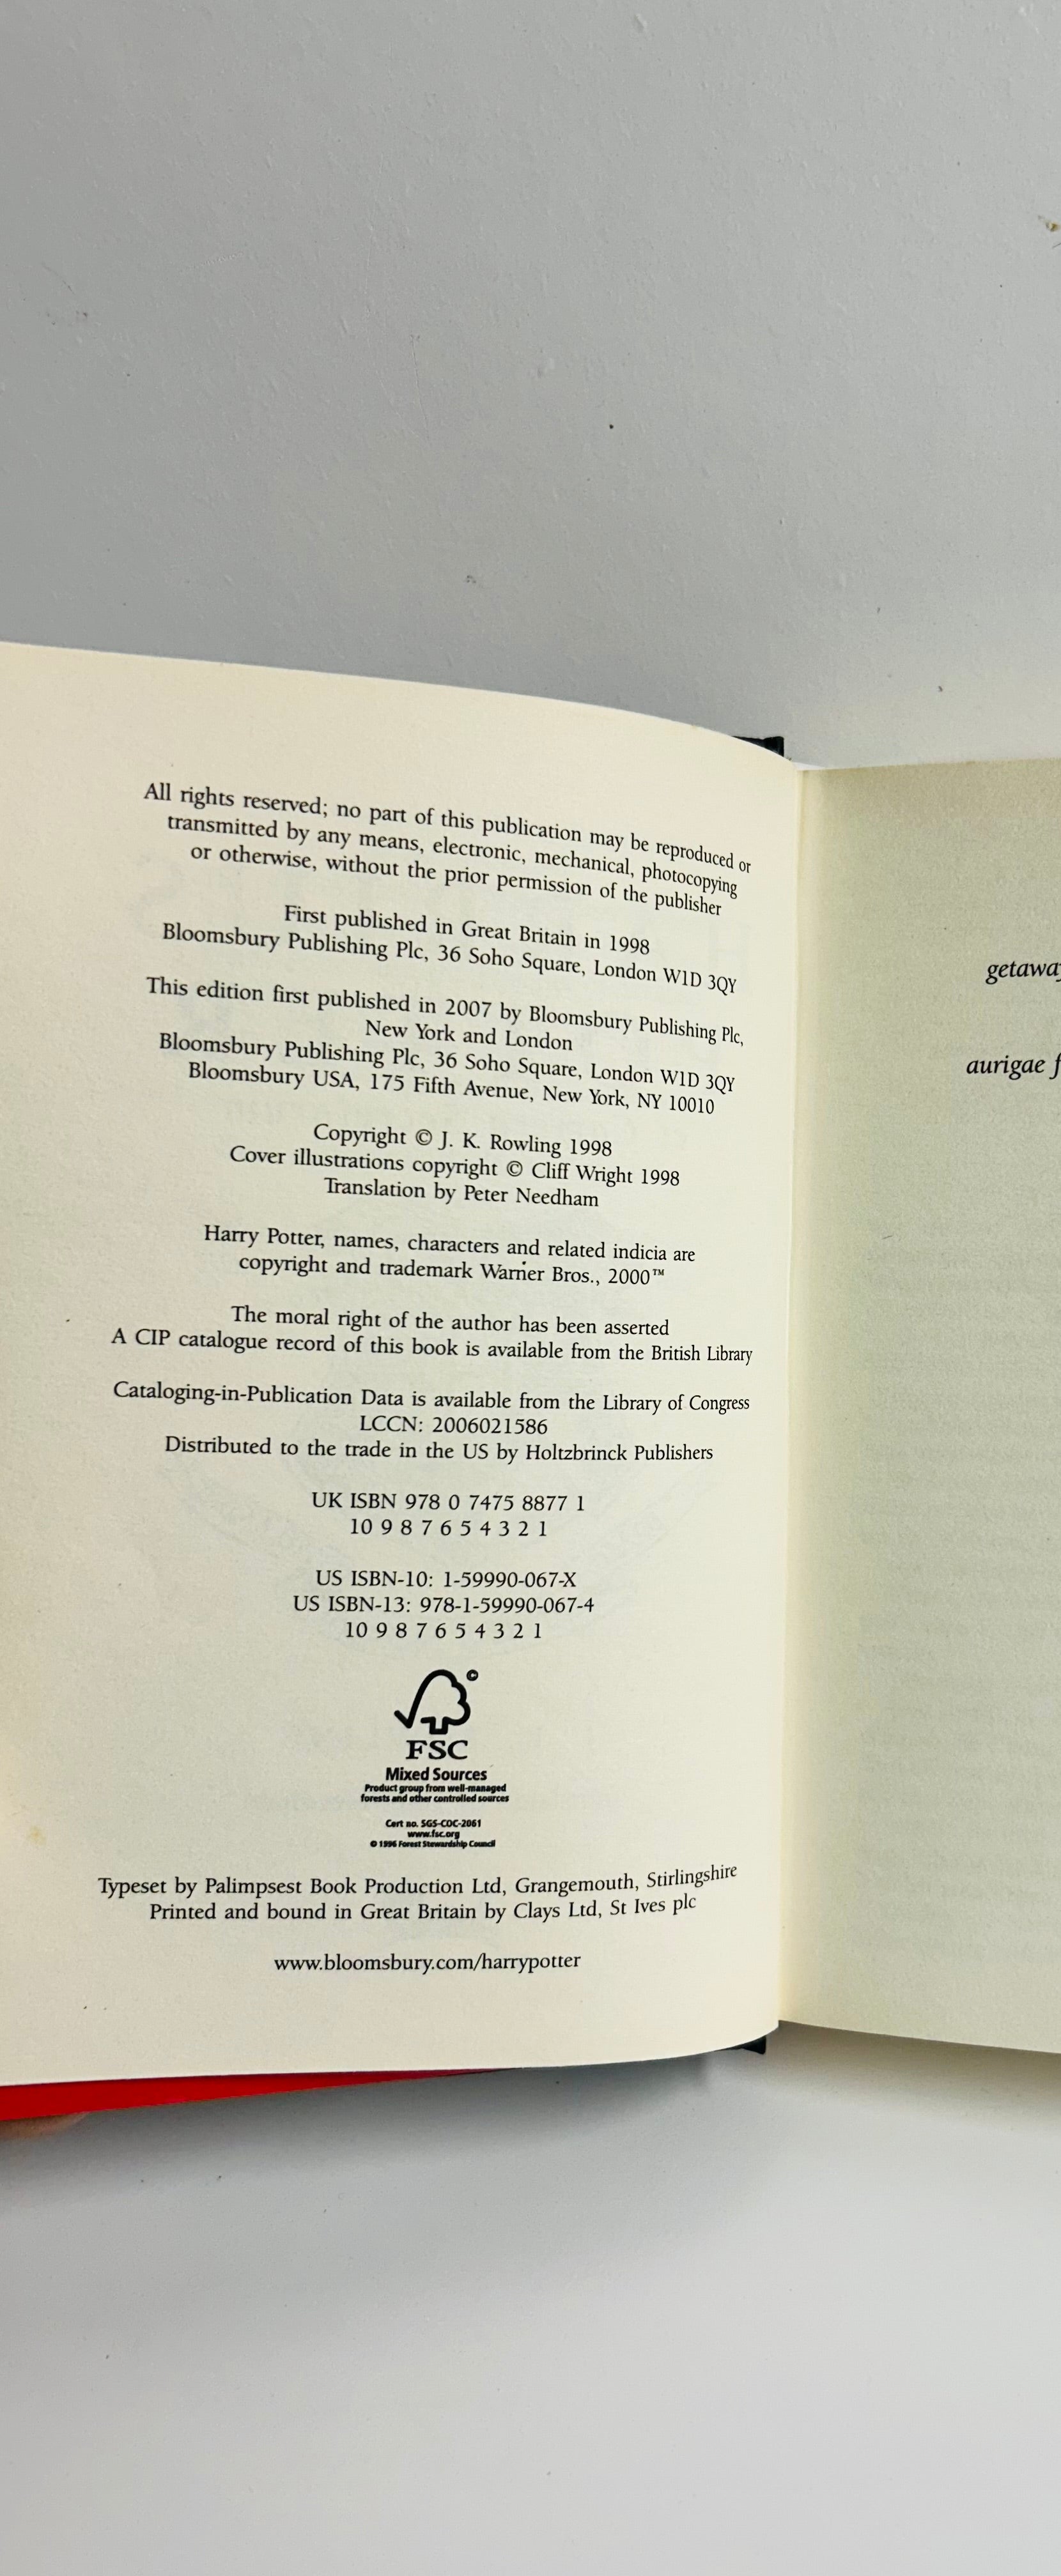 All rights reserved; no part of this publication may be reproduced or
transmitted by any means, electronic, mechanical, photocopying
or otherwise, without the prior permission of the publisher
First published in Great Britain in 1998
Bloomsbury Publishing Plc, 36 Soho Square, London W1D 3QY
This edition first published in 2007 by Bloomsbury Publishing Plc,
New York and London
Bloomsbury Publishing Plc, 36 Soho Square, London W1D 3QY
Bloomsbury USA, 175 Fifth Avenue, New York, NY 10010
Copyright © J. K. Rowling 1998
Cover illustrations copyright © Cliff Wright 1998
Translation by Peter Needham
Harry Potter, names, characters and related indicia are
copyright and trademark Warner Bros., 2000™
The moral right of the author has been asserted
A CIP catalogue record of this book is available from the British Library
Cataloging-in-Publication Data is available from the Library of Congress
LCCN: 2006021586
Distributed to the trade in the US by Holtzbrinck Publishers
UK ISBN 978 0 7475 8877 1
10 9 8 7 6 5 4 3 2 1
US ISBN-10: 1-59990-067-X
US ISBN-13: 978-1-59990-067-4
10 9 8 7 6 5 4 3 2 1
©
FSC
Mixed Sources
Product group from well-managed
forests and other controlled sources
Cert no. SGS-COC-2061
www.fsc.org
© 1996 Forest Stewardship Council
Typeset by Palimpsest Book Production Ltd, Grangemouth, Stirlingshire
Printed and bound in Great Britain by Clays Ltd, St Ives plc
www.bloomsbury.com/harrypotter
aurigae